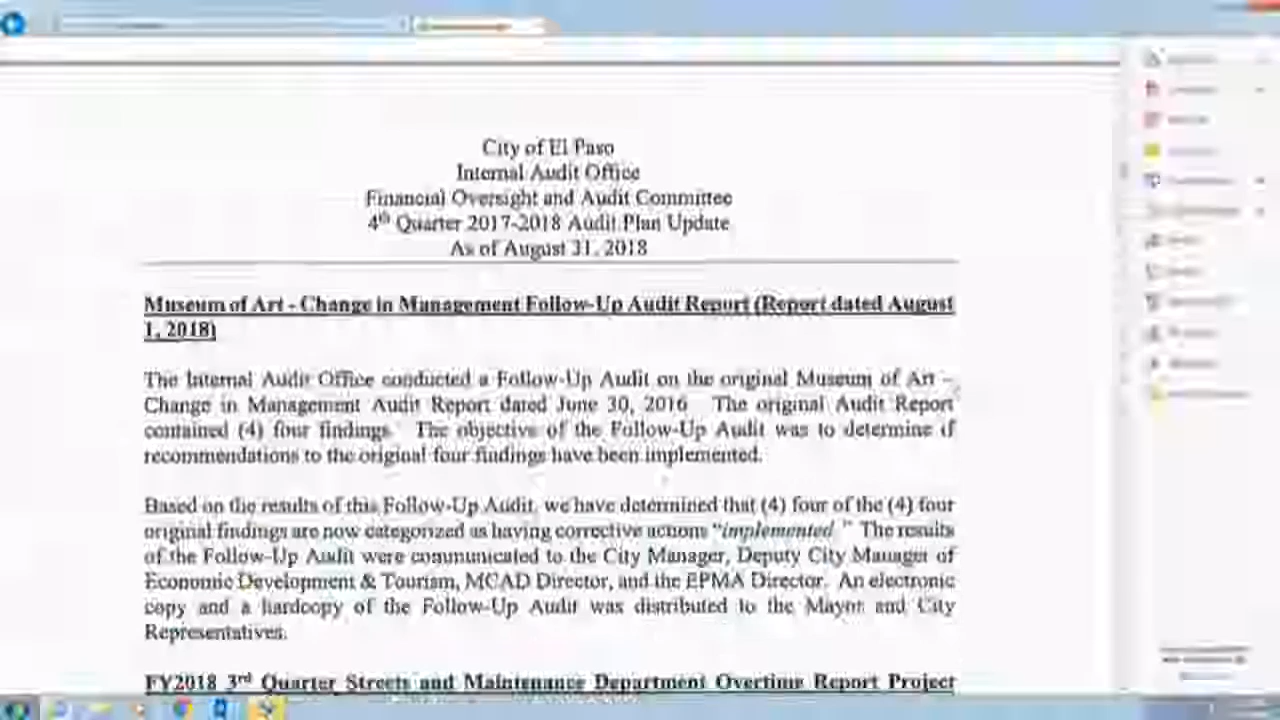 City of El Paso
Internal Audit Office
Financial Oversight and Audit Committee
4th Quarter 2017-2018 Audit Plan Update
As of August 31, 2018
Museum of Art - Change in Management Follow-Up Audit Report (Report dated August
1, 2018)
The Internal Audit Office conducted a Follow-Up Audit on the original Museum of Art –
Change in Management Audit Report dated June 30, 2016. The original Audit Report
contained (4) four findings. The objective of the Follow-Up Audit was to determine if
recommendations to the original four findings have been implemented.
Based on the results of this Follow-Up Audit, we have determined that (4) four of the (4) four
original findings are now categorized as having corrective actions "implemented." The results
of the Follow-Up Audit were communicated to the City Manager, Deputy City Manager of
Economic Development & Tourism, MCAD Director, and the EPMA Director. An electronic
copy and a hardcopy of the Follow-Up Audit was distributed to the Mayor and City
Representatives.
FY2018 3rd Quarter Streets and Maintenance Department Overtime Report Project